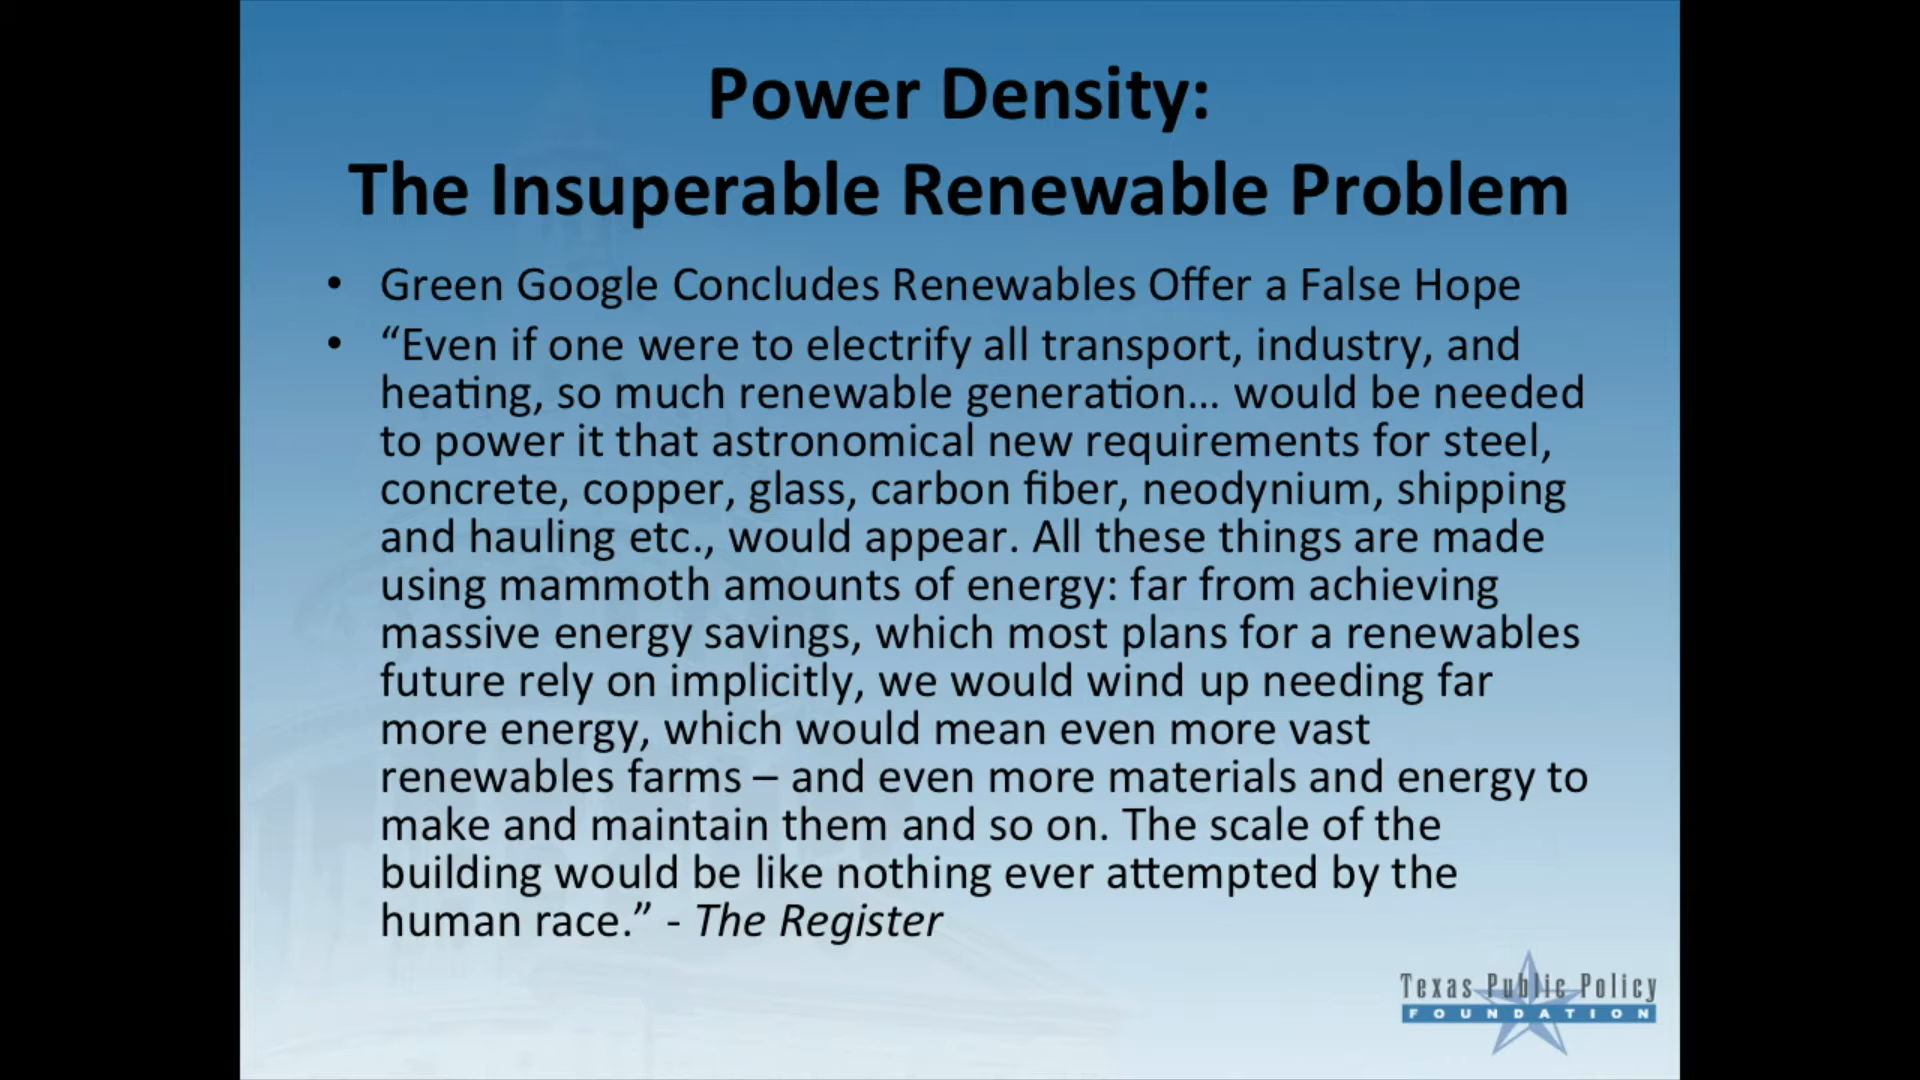 Power Density:
The Insuperable Renewable Problem
• Green Google Concludes Renewables Offer a False Hope
• “Even if one were to electrify all transport, industry, and
heating, so much renewable generation… would be needed
to power it that astronomical new requirements for steel,
concrete, copper, glass, carbon fiber, neodynium, shipping
and hauling etc., would appear. All these things are made
using mammoth amounts of energy: far from achieving
massive energy savings, which most plans for a renewables
future rely on implicitly, we would wind up needing far
more energy, which would mean even more vast
renewables farms – and even more materials and energy to
make and maintain them and so on. The scale of the
building would be like nothing ever attempted by the
human race.” - The Register
Texas Public Policy
FOUNDATION